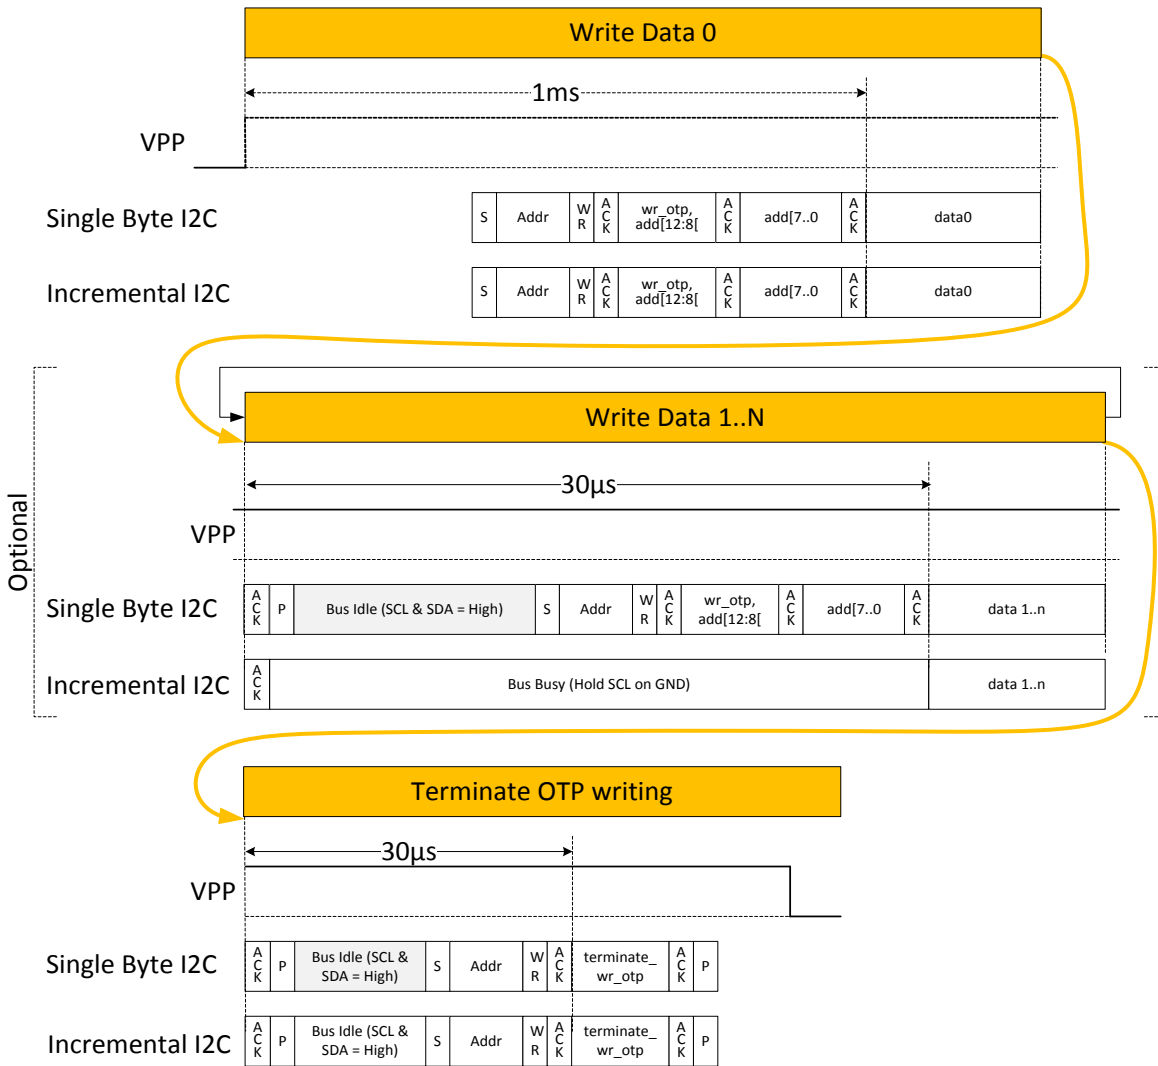 Write Data 0
1ms
VPP
Single Byte I2C
S Addr W R A C K wr_otp, add[12:8[ A C K add[7..0 A C K data0
Incremental I2C
S Addr W R A C K wr_otp, add[12:8[ A C K add[7..0 A C K data0
Optional
Write Data 1..N
30µs
VPP
Single Byte I2C
A C K P Bus Idle (SCL & SDA = High) S Addr W R A C K wr_otp, add[12:8[ A C K add[7..0 A C K data 1..n
Incremental I2C
A C K Bus Busy (Hold SCL on GND) data 1..n
Terminate OTP writing
30µs
VPP
Single Byte I2C
A C K P Bus Idle (SCL & SDA = High) S Addr W R A C K terminate_ wr_otp A C K P
Incremental I2C
A C K P Bus Idle (SCL & SDA = High) S Addr W R A C K terminate_ wr_otp A C K P